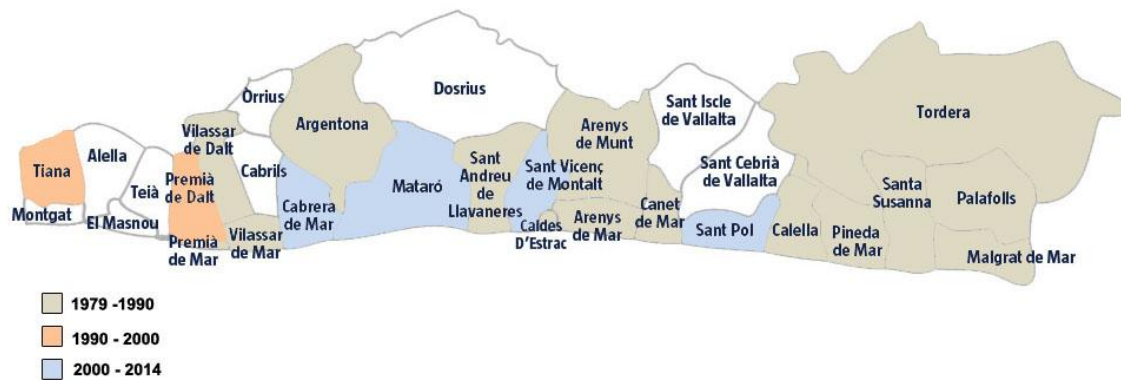 Tiana
Montgat
Alella
El Masnou
Teià
Premià
de Dalt
Premià
de Mar
Vilassar
de Dalt
Vilassar
de Mar
Òrrius
Cabrils
Argentona
Cabrera
de Mar
Dosrius
Mataró
Sant
Andreu
de
Llavaneres
Sant Vicenç
de Montalt
Caldes
D'Estrac
Arenys
de Munt
Arenys
de Mar
Canet
de Mar
Sant Iscle
de Vallalta
Sant Cebrià
de Vallalta
Sant Pol
Calella
Pineda
de Mar
Santa
Susanna
Tordera
Palafolls
Malgrat de Mar
1979 -1990
1990 - 2000
2000 - 2014